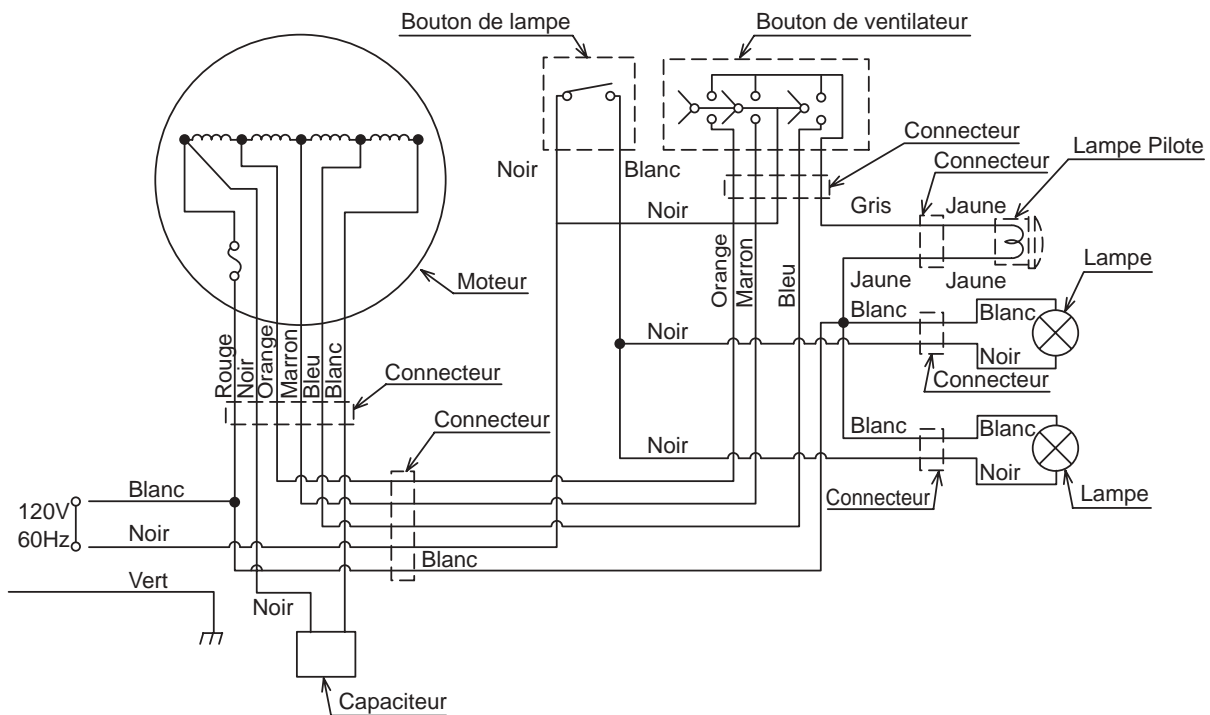 Bouton de lampe
Bouton de ventilateur
Connecteur
Connecteur
Lampe Pilote
Noir
Blanc
Noir
Gris
Jaune
Orange
Marron
Bleu
Jaune
Jaune
Lampe
Moteur
Blanc
Blanc
Noir
Noir
Connecteur
Rouge
Noir
Orange
Marron
Bleu
Blanc
Connecteur
Connecteur
Blanc
Blanc
Noir
Noir
Connecteur
Lampe
Blanc
120V
60Hz
Noir
Blanc
Vert
Noir
Capaciteur